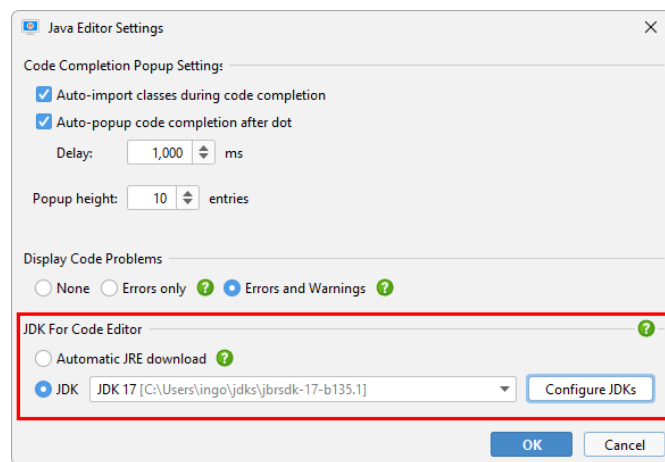 Java Editor Settings
Code Completion Popup Settings
Auto-import classes during code completion
Auto-popup code completion after dot
Delay: 1,000 ms
Popup height: 10 entries
Display Code Problems
None Errors only ? Errors and Warnings ?
JDK For Code Editor ?
Automatic JRE download ?
JDK JDK 17 [C:\Users\ingo\jdks\jbrsdk-17-b135.1] Configure JDKs
OK Cancel